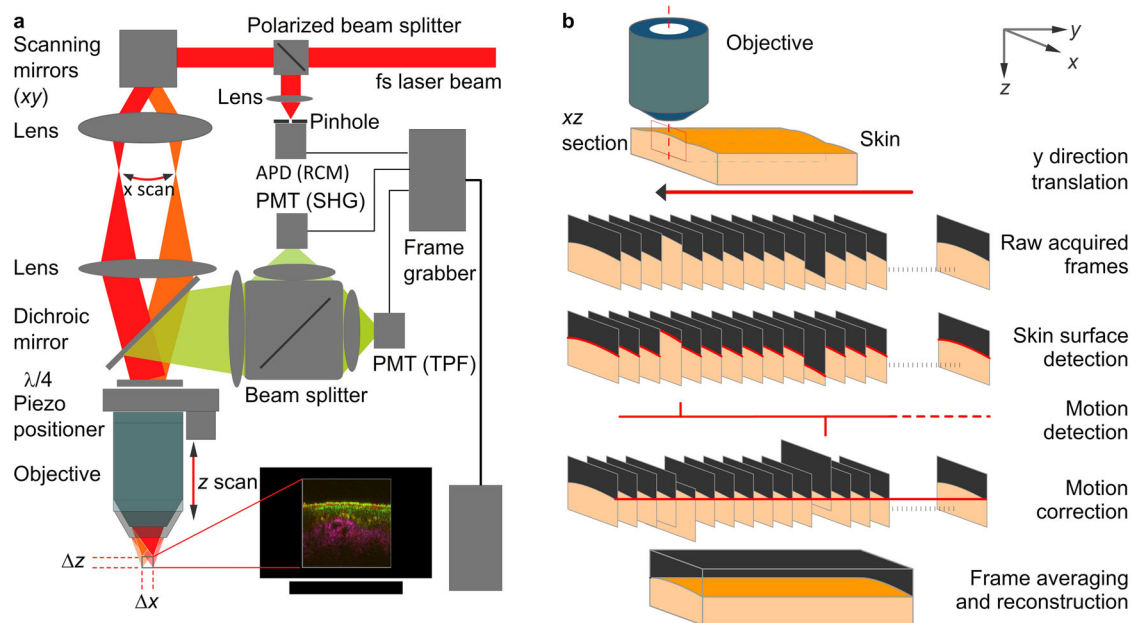 a
Polarized beam splitter
Scanning
mirrors
(xy)
fs laser beam
Lens
Lens
Pinhole
APD (RCM)
x scan
PMT (SHG)
Frame
grabber
Lens
Dichroic
mirror
PMT (TPF)
λ/4
Beam splitter
Piezo
positioner
Objective
z scan
Δz
Δx
b
Objective
y
x
z
xz
section
Skin
y direction
translation
Raw acquired
frames
Skin surface
detection
Motion
detection
Motion
correction
Frame averaging
and reconstruction